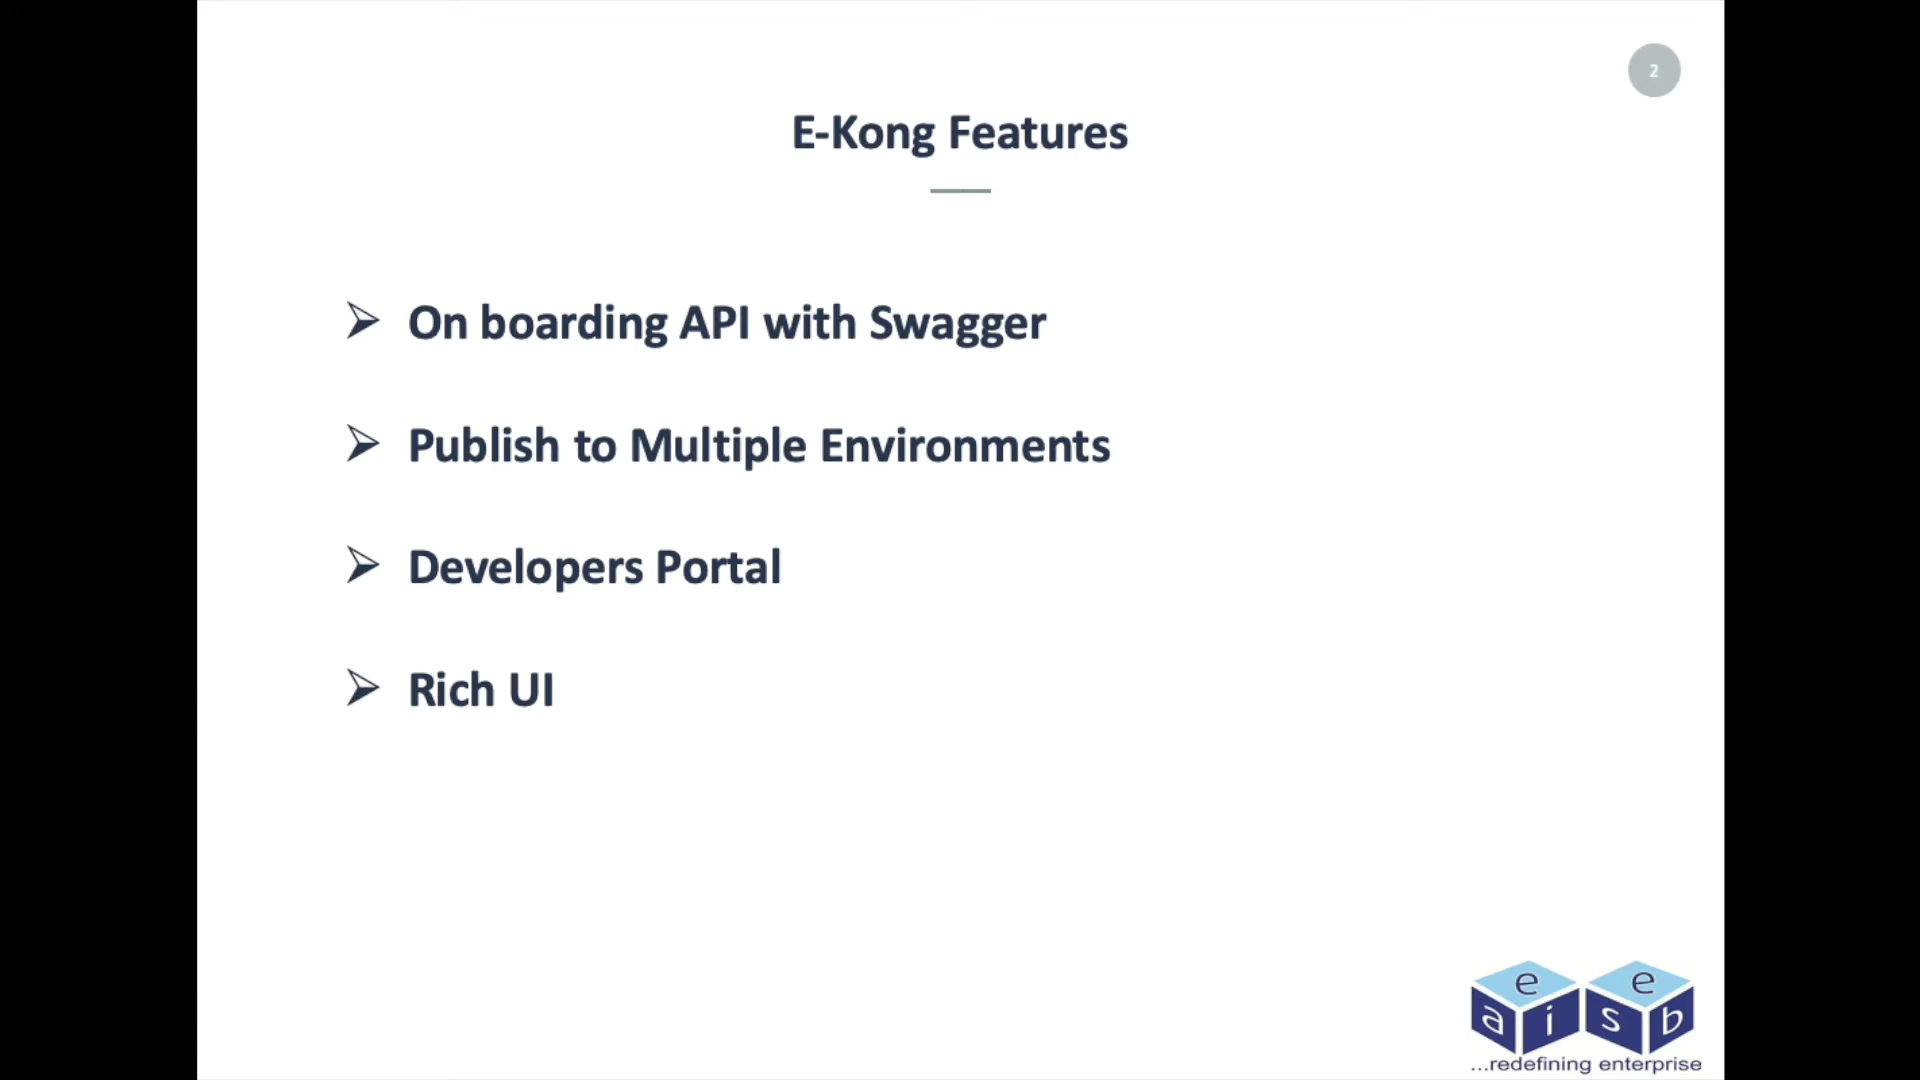 2
E-Kong Features
On boarding API with Swagger
Publish to Multiple Environments
Developers Portal
Rich UI
e e
a i s b
...redefining enterprise